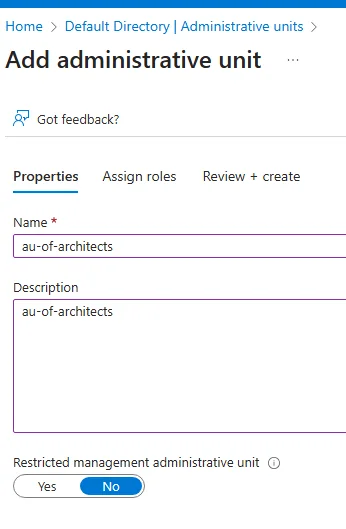 Home > Default Directory | Administrative units >
Add administrative unit ...
Got feedback?
Properties Assign roles Review + create
Name *
au-of-architects
Description
au-of-architects
Restricted management administrative unit
Yes No